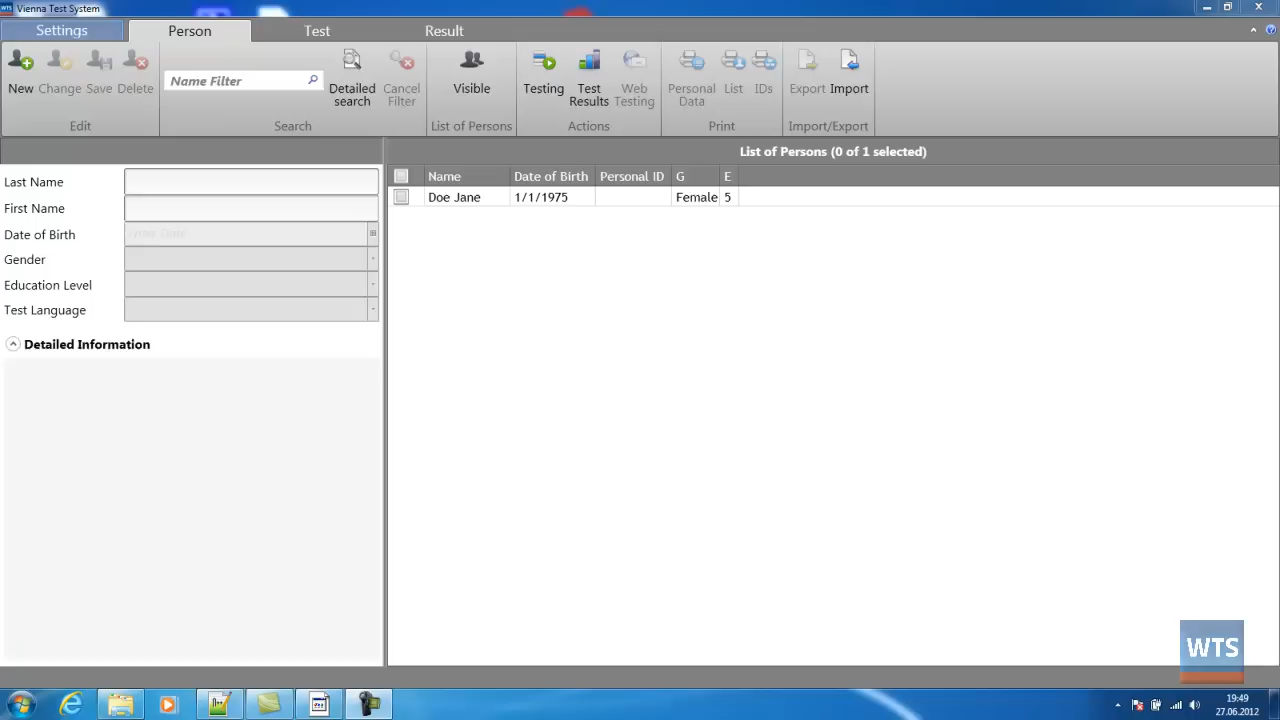 Vienna Test System
Settings
Person
Test
Result
New
Change
Save
Delete
Edit
Name Filter
Detailed search
Cancel Filter
Search
Visible
List of Persons
Testing
Test Results
Web Testing
Actions
Personal Data
List
IDs
Print
Export
Import
Import/Export
List of Persons (0 of 1 selected)
Last Name
First Name
Date of Birth
Enter Date
Gender
Education Level
Test Language
Detailed Information
Name Date of Birth Personal ID G E
Doe Jane 1/1/1975 Female 5
WTS
19:49
27.06.2012